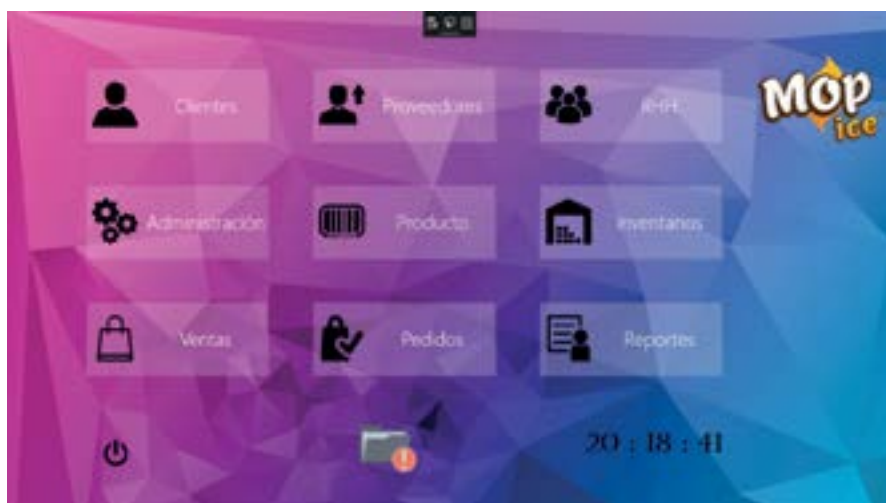 Clientes
Proveedores
RHH
Mop
ice
Administración
Producto
Inventarios
Ventas
Pedidos
Reportes
20 : 18 : 41